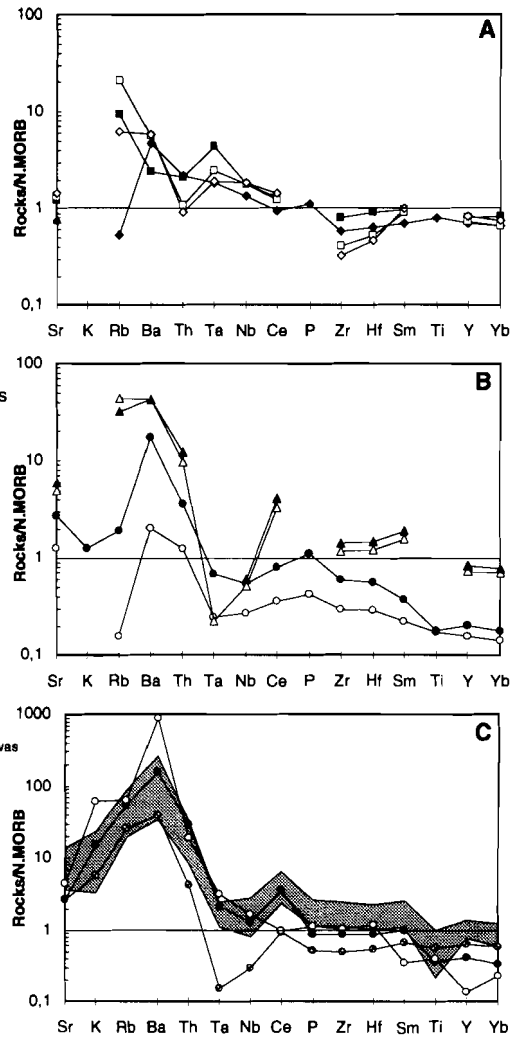 100
A
10
Rocks/N.MORB
1
0,1
Sr K Rb Ba Th Ta Nb Ce P Zr Hf Sm Ti Y Yb
100
B
s
10
Rocks/N.MORB
1
0,1
Sr K Rb Ba Th Ta Nb Ce P Zr Hf Sm Ti Y Yb
1000
C
vas
100
Rocks/N.MORB
10
1
0,1
Sr K Rb Ba Th Ta Nb Ce P Zr Hf Sm Ti Y Yb